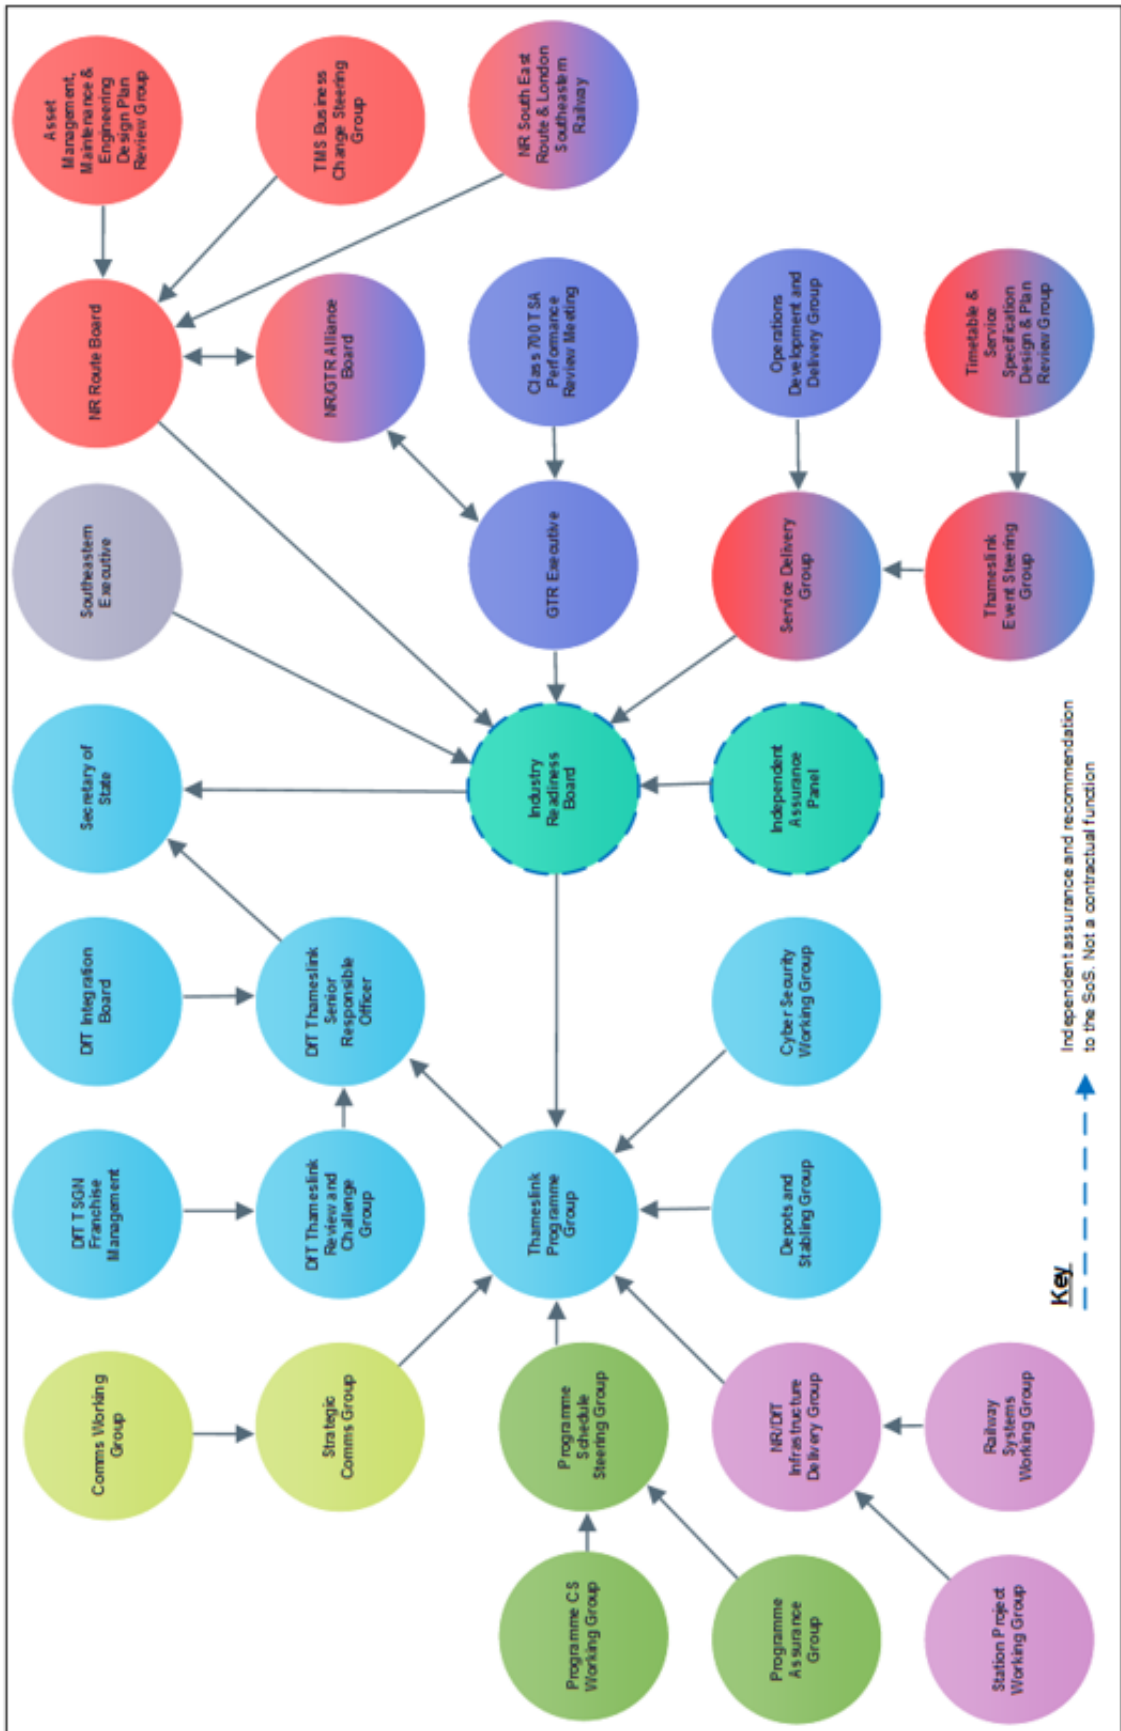 Comms Working
Group
DfT TSGN
Franchise
Management
DfT Integration
Board
Secretary of
State
Southeastern
Executive
NR Route Board
Asset
Management,
Maintenance &
Engineering
Design Plan
Review Group
Strategic
Comms Group
DfT Thameslink
Review and
Challenge
Group
DfT Thameslink
Senior
Responsible
Officer
NR/GTR Alliance
Board
TMS Business
Change Steering
Group
Programme CS
Working Group
Programme
Schedule
Steering Group
Thameslink
Programme
Group
Industry
Readiness
Board
GTR Executive
Class 700 TSA
Perfomance
Review Meeting
NR South East
Route & London
Southeastern
Railway
Programme
Assurance
Group
NR/DfT
Infrastructure
Delivery Group
Depots and
Stabling Group
Cyber Security
Working Group
Independent
Assurance
Panel
Service Delivery
Group
Operations
Development and
Delivery Group
Station Project
Working Group
Railway
Systems
Working Group
Thameslink
Event Steering
Group
Timetable &
Service
Specification
Design & Plan
Review Group
Key
Independent assurance and recommendation
to the SoS. Not a contractual function